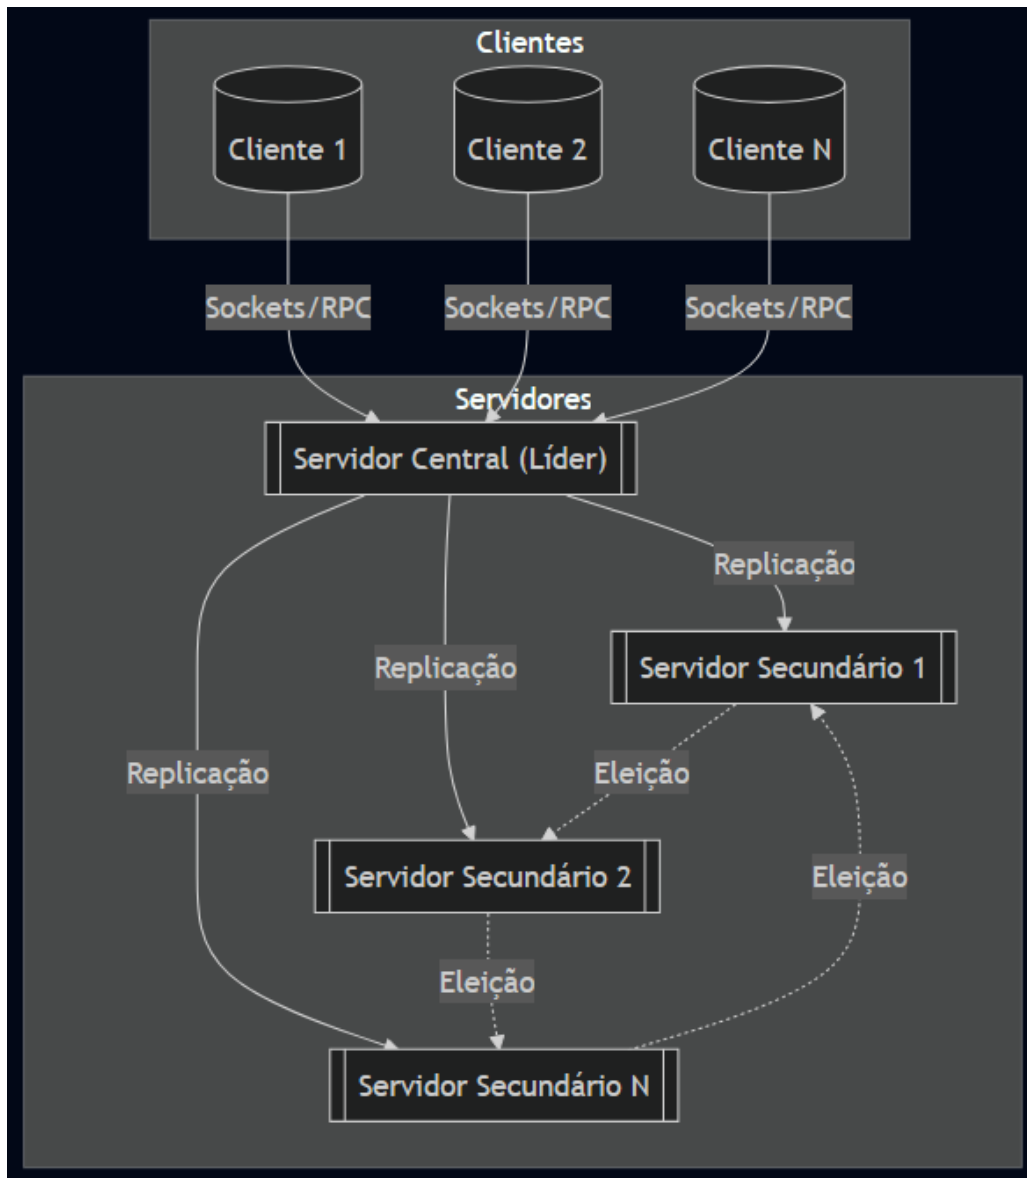 Clientes
Cliente 1
Cliente 2
Cliente N
Sockets/RPC
Sockets/RPC
Sockets/RPC
Servidores
Servidor Central (Líder)
Replicação
Servidor Secundário 1
Replicação
Replicação
Eleição
Servidor Secundário 2
Eleição
Eleição
Servidor Secundário N